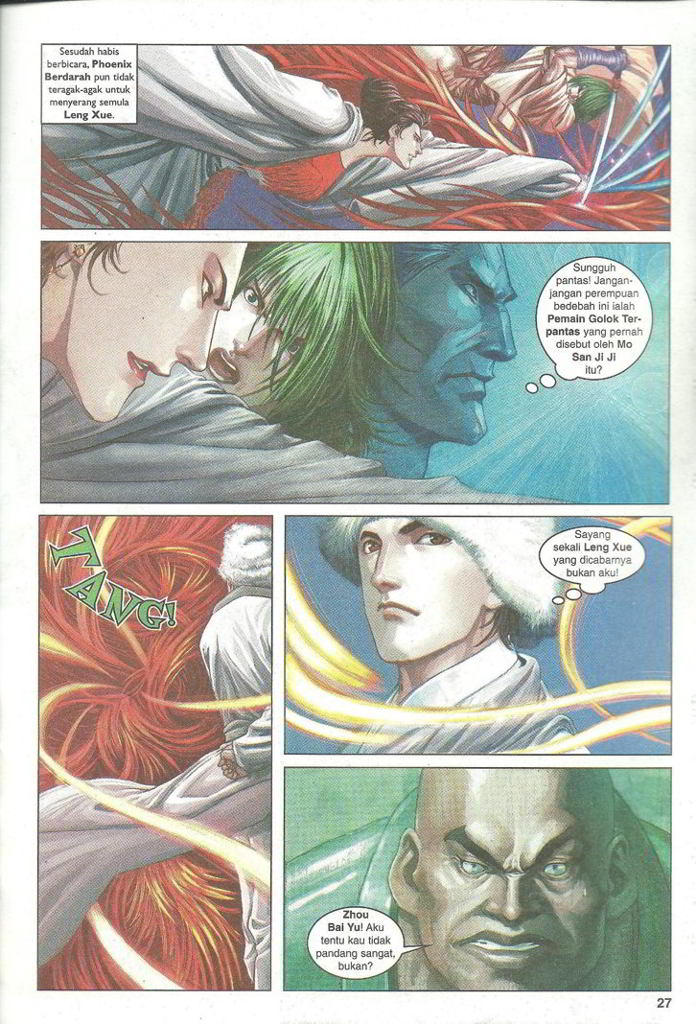 Sesudah habis
berbicara, Phoenix
Berdarah pun tidak
teragak-agak untuk
menyerang semula
Leng Xue.
Sungguh
pantas! Jangan-
jangan perempuan
bedebah ini ialah
Pemain Golok Ter-
pantas yang pernah
disebut oleh Mo
San Ji Ji
itu?
TANG!
Sayang
sekali Leng Xue
yang dicabarnya
bukan aku!
Zhou
Bai Yu! Aku
tentu kau tidak
pandang sangat,
bukan?
27